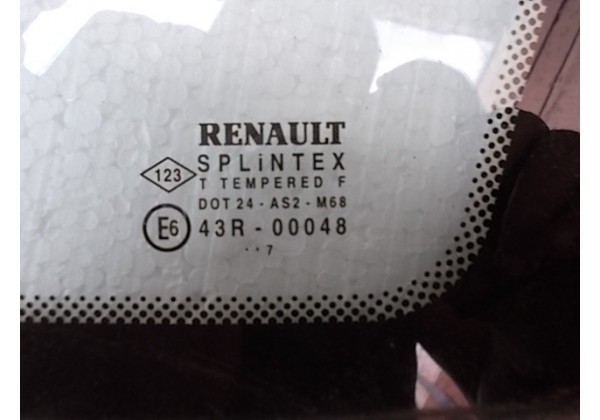 RENAULT
SPLiNTEX
123
T TEMPERED F
DOT 24 - AS2 - M68
E6 43R - 00048
· · 7